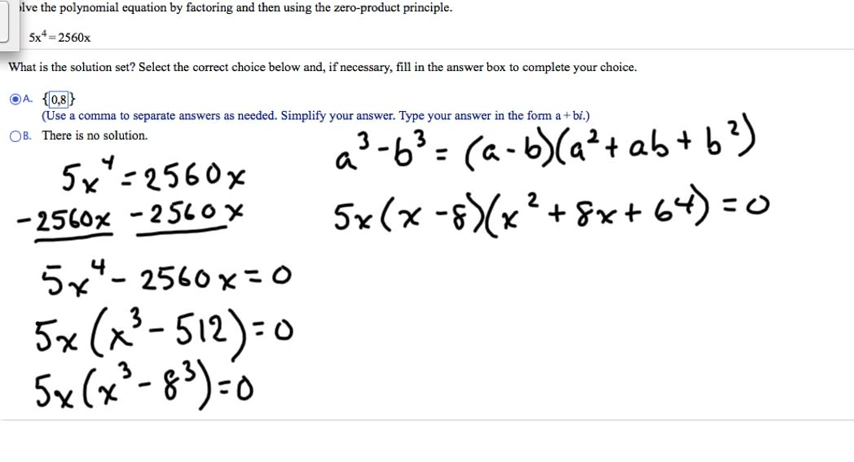 lve the polynomial equation by factoring and then using the zero-product principle.
5x⁴ = 2560x
What is the solution set? Select the correct choice below and, if necessary, fill in the answer box to complete your choice.
A. {0,8}
(Use a comma to separate answers as needed. Simplify your answer. Type your answer in the form a + bi.)
B. There is no solution.
5x⁴ = 2560x
-2560x -2560x
5x⁴ - 2560x = 0
5x(x³ - 512) = 0
5x(x³ - 8³) = 0
a³ - b³ = (a - b)(a² + ab + b²)
5x(x - 8)(x² + 8x + 64) = 0